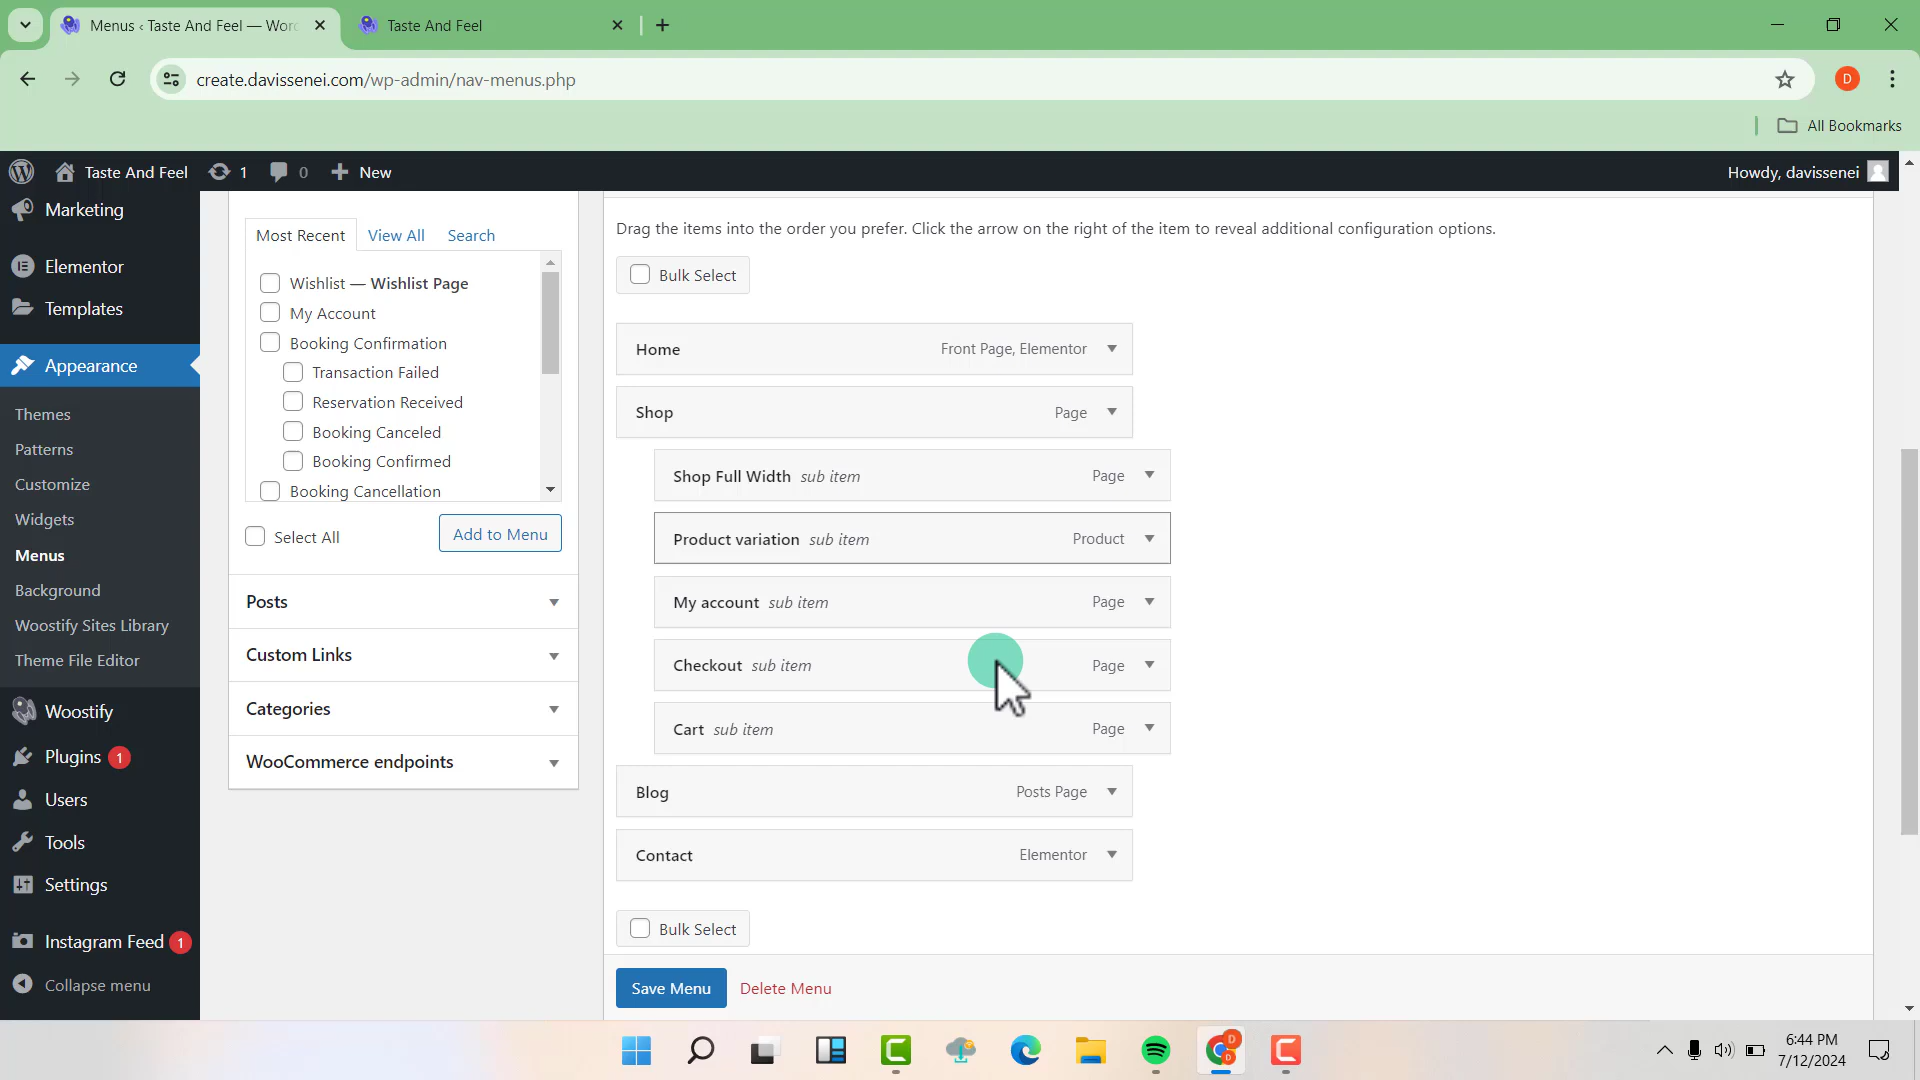 Menus ‹ Taste And Feel — Wor
Taste And Feel
create.davissenei.com/wp-admin/nav-menus.php
D
All Bookmarks
Taste And Feel
1
0
New
Howdy, davissenei
Marketing
Elementor
Templates
Appearance
Themes
Patterns
Customize
Widgets
Menus
Background
Woostify Sites Library
Theme File Editor
Woostify
Plugins 1
Users
Tools
Settings
Instagram Feed 1
Collapse menu
Most Recent
View All
Search
Wishlist — Wishlist Page
My Account
Booking Confirmation
Transaction Failed
Reservation Received
Booking Canceled
Booking Confirmed
Booking Cancellation
Select All
Add to Menu
Posts
Custom Links
Categories
WooCommerce endpoints
Drag the items into the order you prefer. Click the arrow on the right of the item to reveal additional configuration options.
Bulk Select
Home Front Page, Elementor
Shop Page
Shop Full Width sub item Page
Product variation sub item Product
My account sub item Page
Checkout sub item Page
Cart sub item Page
Blog Posts Page
Contact Elementor
Bulk Select
Save Menu
Delete Menu
6:44 PM
7/12/2024